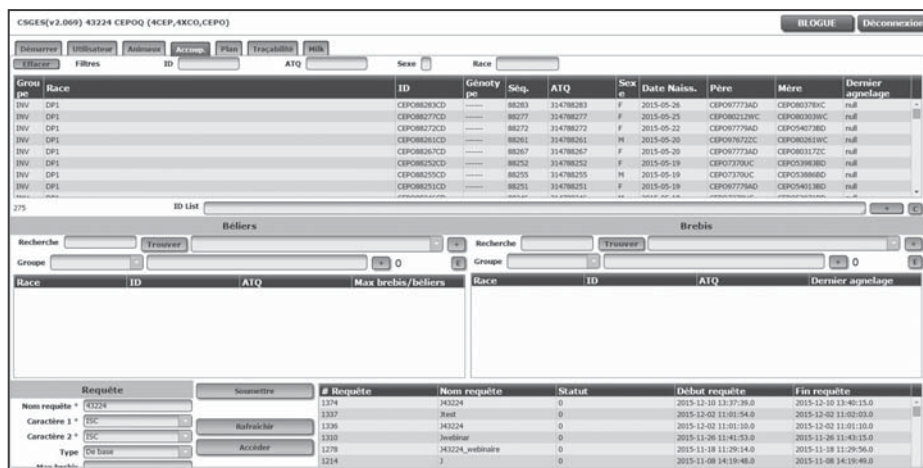 CSGES(v2.069) 43224 CEPOQ (4CEP,4XCO,CEPO) BLOGUE Déconnexion
Démarrer Utilisateur Animaux Accoup. Plan Traçabilité Milk
Effacer Filtres ID ATQ Sexe Race
Groupe Race ID Génotype Séq. ATQ Sexe Date Naiss. Père Mère Dernier agnelage
INV DP1 CEPO88283CD ------ 88283 314788283 F 2015-05-26 CEPO97773AD CEPO80378XC null
INV DP1 CEPO88277CD ------ 88277 314788277 F 2015-05-25 CEPO80212WC CEPO80303WC null
INV DP1 CEPO88272CD ------ 88272 314788272 F 2015-05-22 CEPO97779AD CEPO54073BD null
INV DP1 CEPO88261CD ------ 88261 314788261 M 2015-05-20 CEPO97672ZC CEPO80261WC null
INV DP1 CEPO88267CD ------ 88267 314788267 F 2015-05-20 CEPO97773AD CEPO80317ZC null
INV DP1 CEPO88252CD ------ 88252 314788252 F 2015-05-19 CEPO7370UC CEPO53983BD null
INV DP1 CEPO88255CD ------ 88255 314788255 M 2015-05-19 CEPO7370UC CEPO53886BD null
INV DP1 CEPO88251CD ------ 88251 314788251 F 2015-05-19 CEPO97779AD CEPO54013BD null
275 ID List + E
Béliers Brebis
Recherche Trouver + Recherche Trouver +
Groupe + 0 E Groupe + 0 E
Race ID ATQ Max brebis/béliers Race ID ATQ Dernier agnelage
Requête Soumettre # Requête Nom requête Statut Début requête Fin requête
Nom requête * 43224 1374 J43224 0 2015-12-10 13:37:39.0 2015-12-10 13:40:15.0
Caractère 1 * ISC Rafraichir 1337 Jtest 0 2015-12-02 11:01:54.0 2015-12-02 11:02:03.0
1336 J43224 0 2015-12-02 11:01:10.0 2015-12-02 11:01:10.0
Caractère 2 * ISC 1310 Jwebinar 0 2015-11-26 11:41:53.0 2015-11-26 11:43:15.0
Type De base Accéder 1278 J43224_webinaire 0 2015-11-18 11:29:14.0 2015-11-18 11:29:56.0
Max brebis 1214 J 0 2015-11-08 14:19:48.0 2015-11-08 14:19:49.0